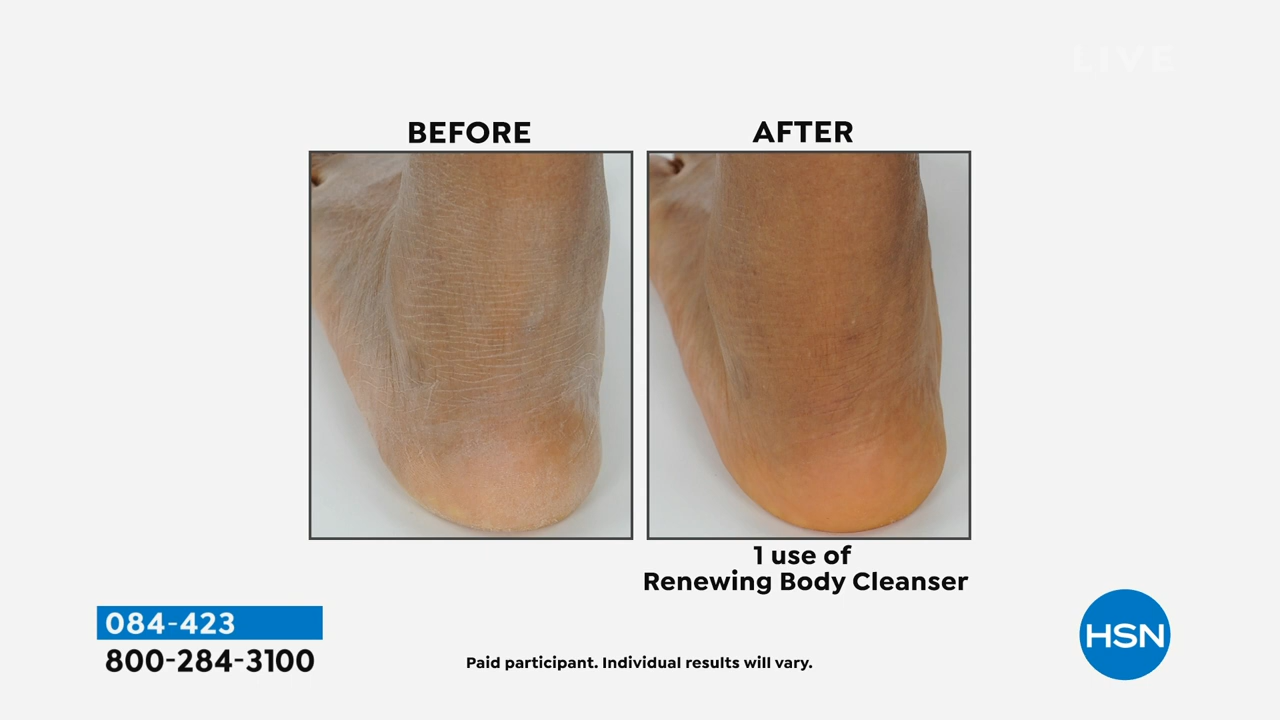 LIVE
BEFORE
AFTER
1 use of
Renewing Body Cleanser
084-423
800-284-3100
Paid participant. Individual results will vary.
HSN